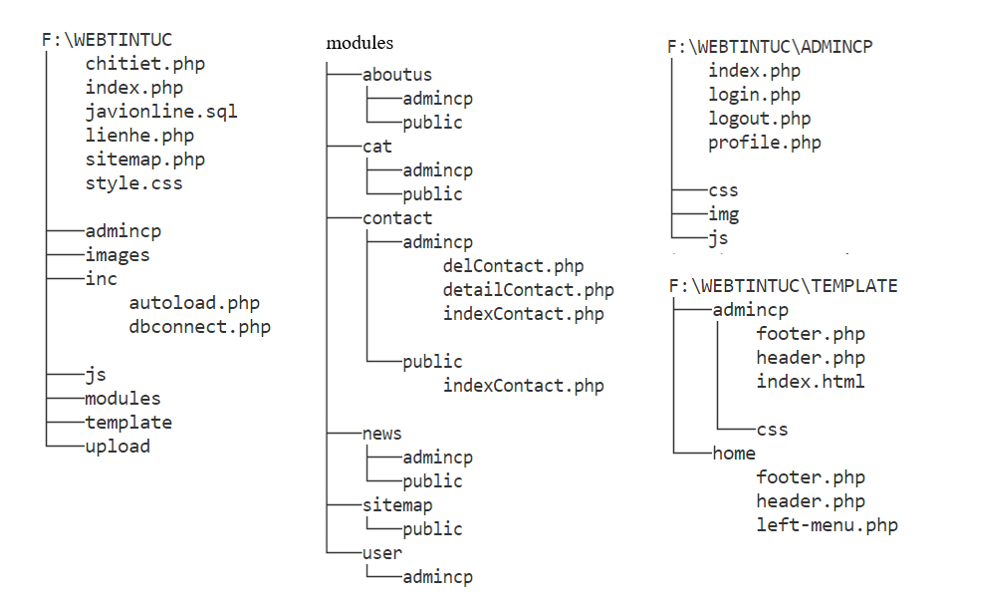 F:\WEBTINTUC
chitiet.php
index.php
javionline.sql
lienhe.php
sitemap.php
style.css
admincp
images
inc
autoload.php
dbconnect.php
js
modules
template
upload
modules
aboutus
admincp
public
cat
admincp
public
contact
admincp
delContact.php
detailContact.php
indexContact.php
public
indexContact.php
news
admincp
public
sitemap
public
user
admincp
F:\WEBTINTUC\ADMINCP
index.php
login.php
logout.php
profile.php
css
img
js
F:\WEBTINTUC\TEMPLATE
admincp
footer.php
header.php
index.html
css
home
footer.php
header.php
left-menu.php